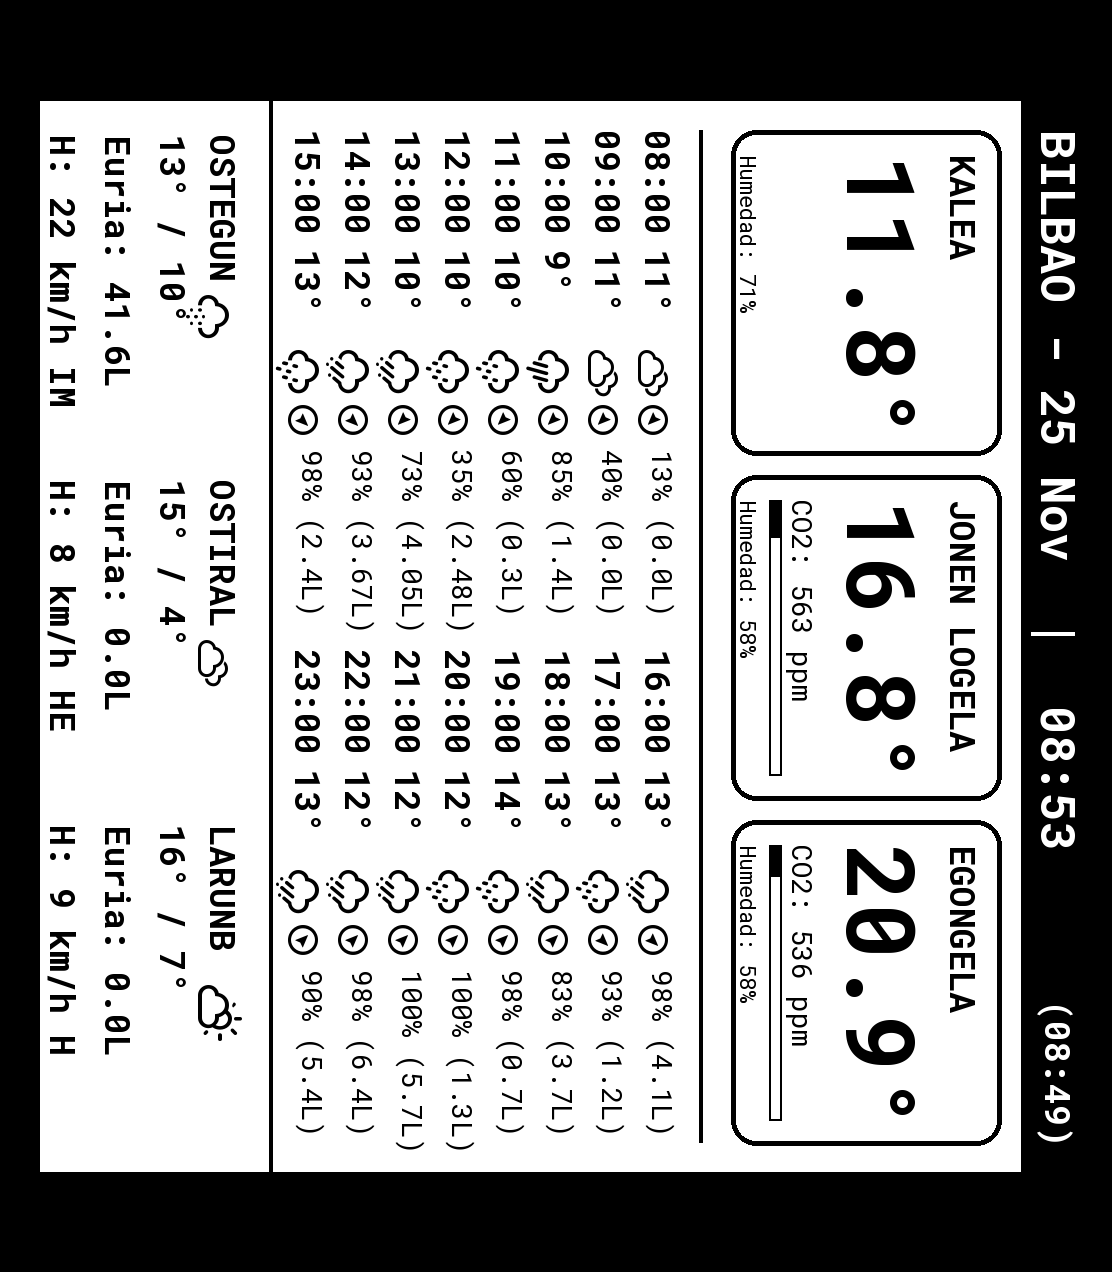 BILBAO - 25 Nov | 08:53 (08:49)
KALEA
11.8°
Humedad: 71%
JONEN LOGELA
16.8°
CO2: 563 ppm
Humedad: 58%
EGONGELA
20.9°
CO2: 536 ppm
Humedad: 58%
08:00 11° 13% (0.0L)
09:00 11° 40% (0.0L)
10:00 9° 85% (1.4L)
11:00 10° 60% (0.3L)
12:00 10° 35% (2.48L)
13:00 10° 73% (4.05L)
14:00 12° 93% (3.67L)
15:00 13° 98% (2.4L)
16:00 13° 98% (4.1L)
17:00 13° 93% (1.2L)
18:00 13° 83% (3.7L)
19:00 14° 98% (0.7L)
20:00 12° 100% (1.3L)
21:00 12° 100% (5.7L)
22:00 12° 98% (6.4L)
23:00 13° 90% (5.4L)
OSTEGUN
13° / 10°
Euria: 41.6L
H: 22 km/h IM
OSTIRAL
15° / 4°
Euria: 0.0L
H: 8 km/h HE
LARUNB
16° / 7°
Euria: 0.0L
H: 9 km/h H